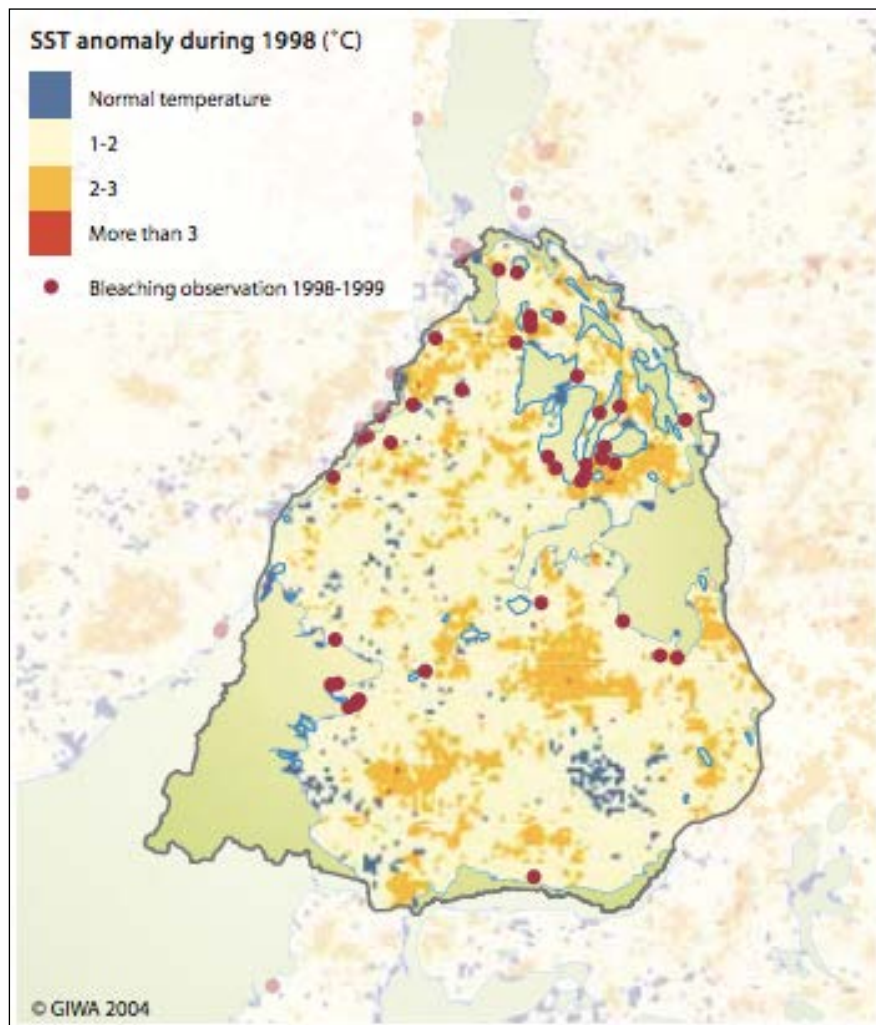 SST anomaly during 1998 (˚C)
Normal temperature
1-2
2-3
More than 3
Bleaching observation 1998-1999
© GIWA 2004